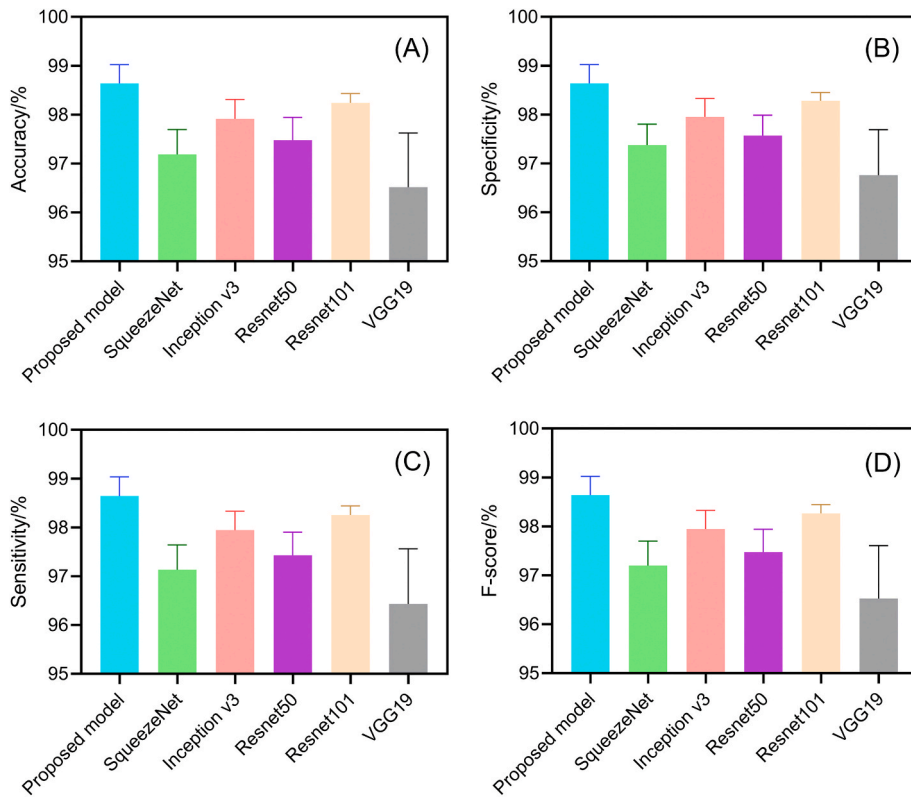 (A)
Accuracy/%
100
99
98
97
96
95
Proposed model
SqueezeNet
Inception v3
Resnet50
Resnet101
VGG19
(B)
Specificity/%
100
99
98
97
96
95
Proposed model
SqueezeNet
Inception v3
Resnet50
Resnet101
VGG19
(C)
Sensitivity/%
100
99
98
97
96
95
Proposed model
SqueezeNet
Inception v3
Resnet50
Resnet101
VGG19
(D)
F-score/%
100
99
98
97
96
95
Proposed model
SqueezeNet
Inception v3
Resnet50
Resnet101
VGG19